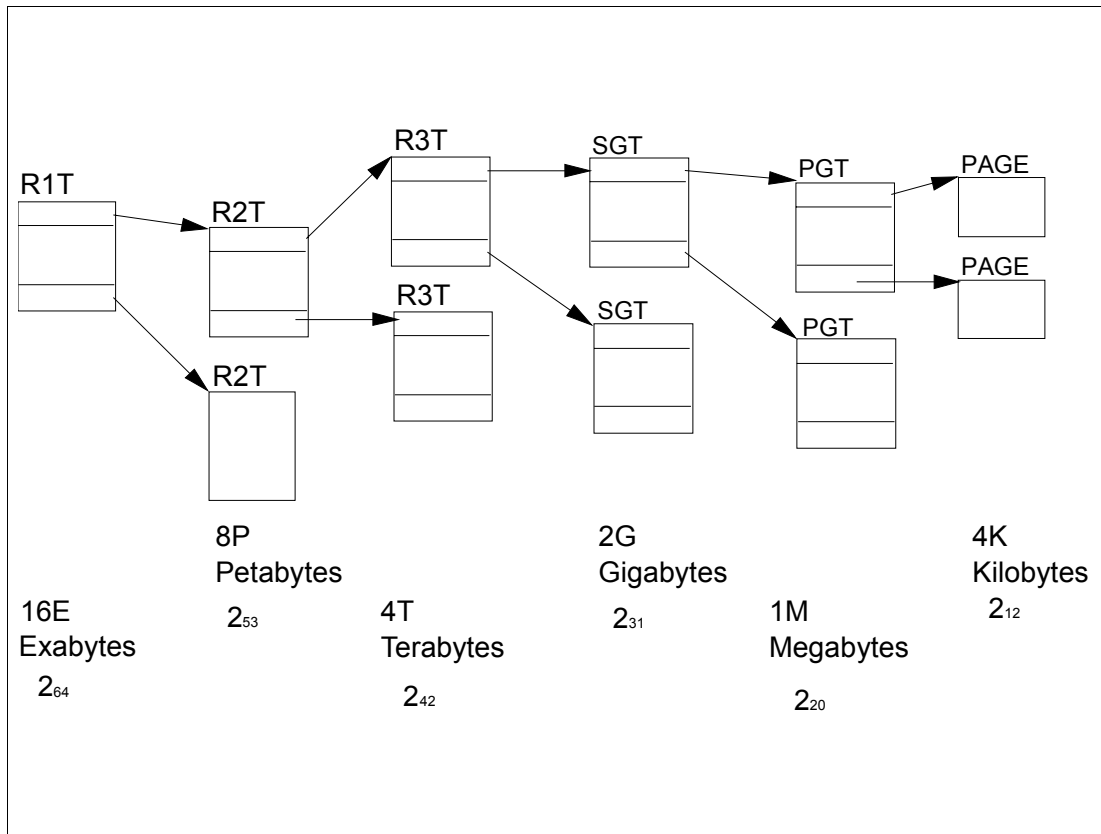 R1T
R2T
R2T
R3T
R3T
SGT
SGT
PGT
PGT
PAGE
PAGE
16E
Exabytes
2₆₄
8P
Petabytes
2₅₃
4T
Terabytes
2₄₂
2G
Gigabytes
2₃₁
1M
Megabytes
2₂₀
4K
Kilobytes
2₁₂